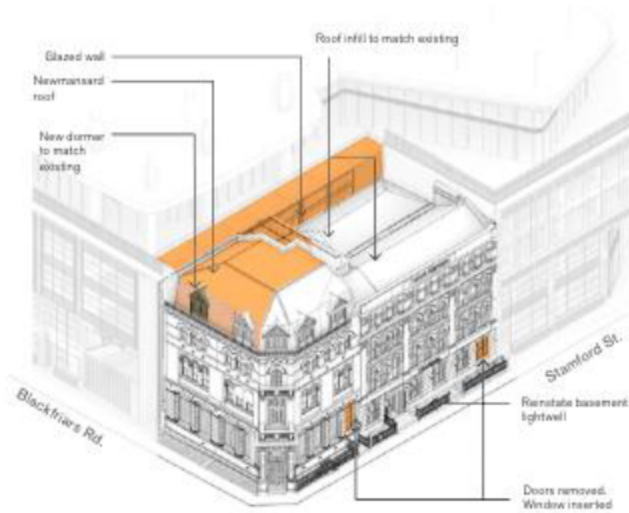 Roof infill to match existing
Glazed wall
Newmansard
roof
New dormer
to match
existing
Blackfriars Rd.
Stamford St.
Reinstate basement
lightwell
Doors removed.
Window inserted